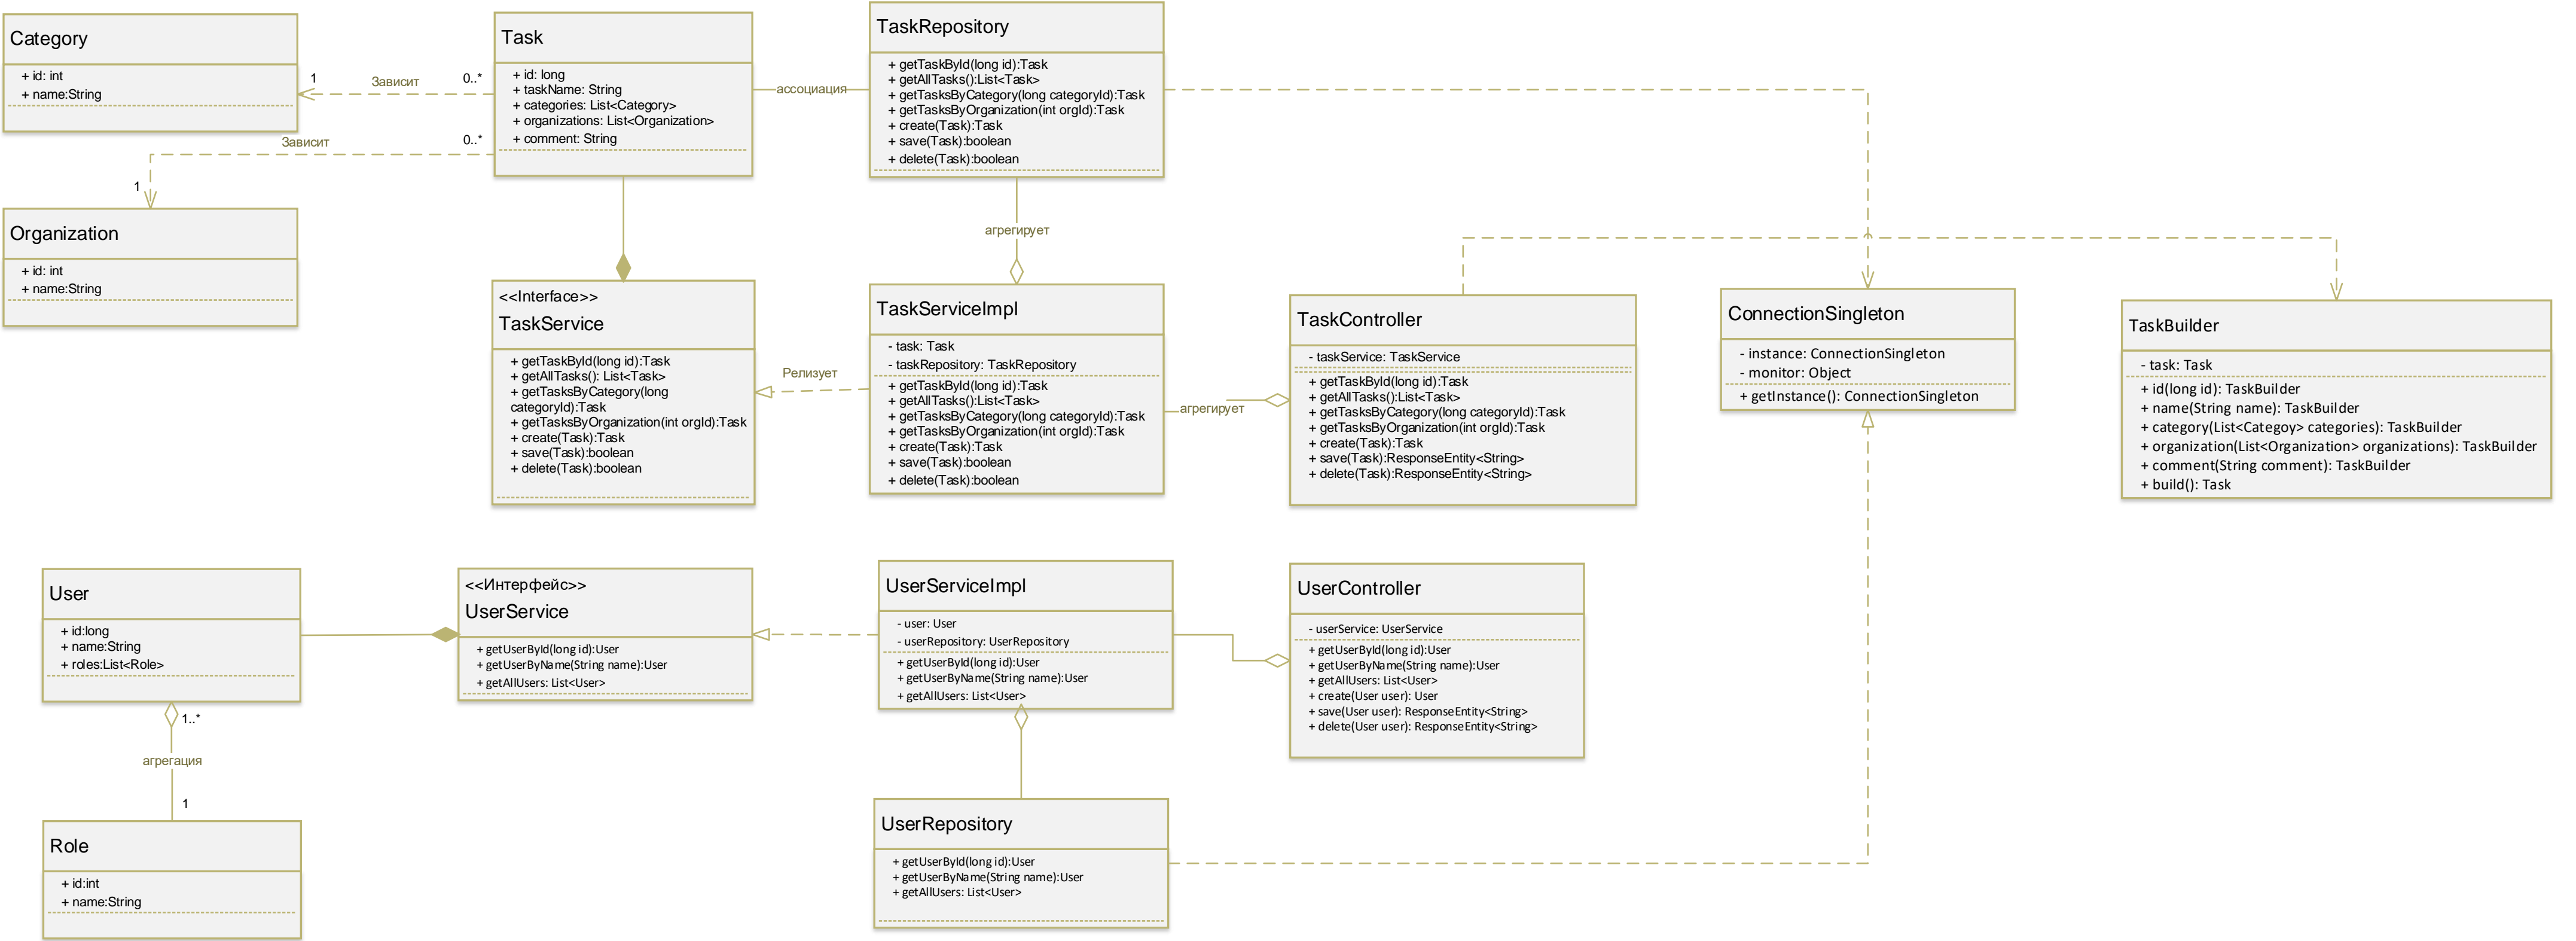 Category
+ id: int
+ name:String
1
Зависит
0..*
Task
+ id: long
+ taskName: String
+ categories: List<Category>
+ organizations: List<Organization>
+ comment: String
ассоциация
TaskRepository
+ getTaskById(long id):Task
+ getAllTasks():List<Task>
+ getTasksByCategory(long categoryId):Task
+ getTasksByOrganization(int orgId):Task
+ create(Task):Task
+ save(Task):boolean
+ delete(Task):boolean
Зависит
0..*
1
Organization
+ id: int
+ name:String
агрегирует
<<Interface>>
TaskService
+ getTaskById(long id):Task
+ getAllTasks(): List<Task>
+ getTasksByCategory(long
categoryId):Task
+ getTasksByOrganization(int orgId):Task
+ create(Task):Task
+ save(Task):boolean
+ delete(Task):boolean
Релизует
TaskServiceImpl
- task: Task
- taskRepository: TaskRepository
+ getTaskById(long id):Task
+ getAllTasks():List<Task>
+ getTasksByCategory(long categoryId):Task
+ getTasksByOrganization(int orgId):Task
+ create(Task):Task
+ save(Task):boolean
+ delete(Task):boolean
агрегирует
TaskController
- taskService: TaskService
+ getTaskById(long id):Task
+ getAllTasks():List<Task>
+ getTasksByCategory(long categoryId):Task
+ getTasksByOrganization(int orgId):Task
+ create(Task):Task
+ save(Task):ResponseEntity<String>
+ delete(Task):ResponseEntity<String>
ConnectionSingleton
- instance: ConnectionSingleton
- monitor: Object
+ getInstance(): ConnectionSingleton
TaskBuilder
- task: Task
+ id(long id): TaskBuilder
+ name(String name): TaskBuilder
+ category(List<Categoy> categories): TaskBuilder
+ organization(List<Organization> organizations): TaskBuilder
+ comment(String comment): TaskBuilder
+ build(): Task
User
+ id:long
+ name:String
+ roles:List<Role>
<<Интерфейс>>
UserService
+ getUserById(long id):User
+ getUserByName(String name):User
+ getAllUsers: List<User>
UserServiceImpl
- user: User
- userRepository: UserRepository
+ getUserById(long id):User
+ getUserByName(String name):User
+ getAllUsers: List<User>
UserController
- userService: UserService
+ getUserById(long id):User
+ getUserByName(String name):User
+ getAllUsers: List<User>
+ create(User user): User
+ save(User user): ResponseEntity<String>
+ delete(User user): ResponseEntity<String>
1..*
агрегация
1
Role
+ id:int
+ name:String
UserRepository
+ getUserById(long id):User
+ getUserByName(String name):User
+ getAllUsers: List<User>